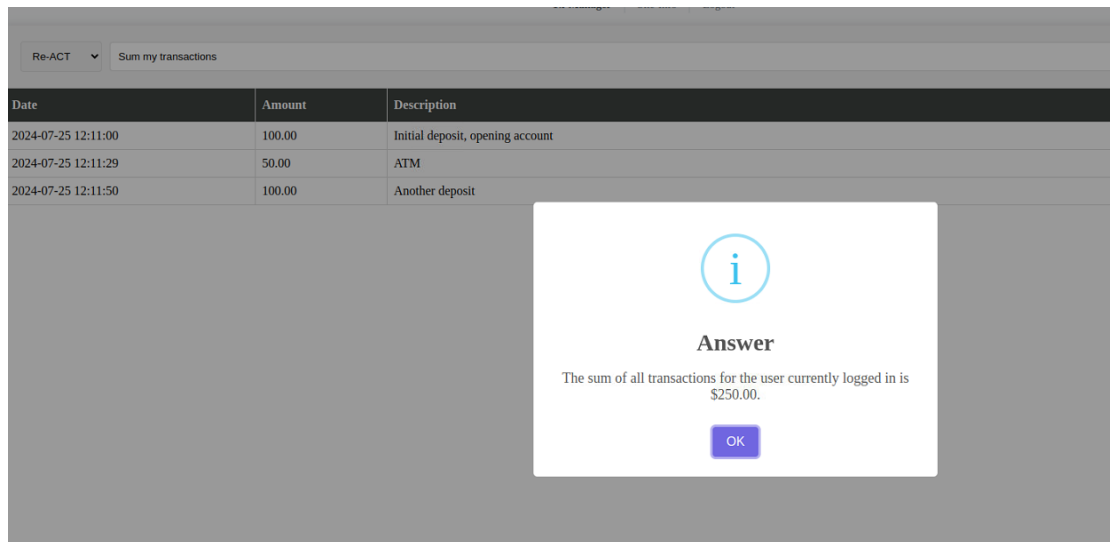 Re-ACT Sum my transactions
Date Amount Description
2024-07-25 12:11:00 100.00 Initial deposit, opening account
2024-07-25 12:11:29 50.00 ATM
2024-07-25 12:11:50 100.00 Another deposit
i
Answer
The sum of all transactions for the user currently logged in is
$250.00.
OK